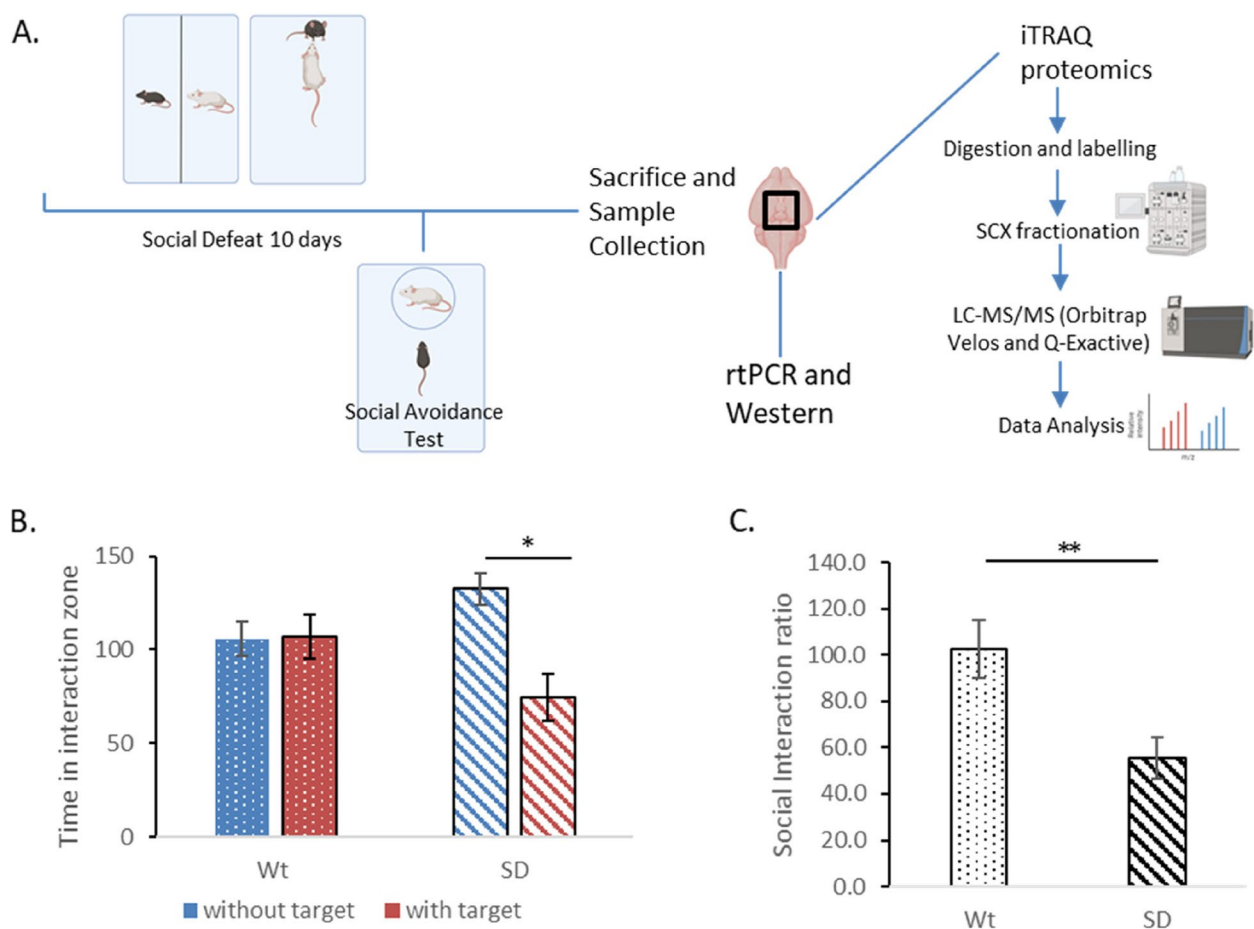 A.
Social Defeat 10 days
Social Avoidance
Test
Sacrifice and
Sample
Collection
rtPCR and
Western
iTRAQ
proteomics
Digestion and labelling
SCX fractionation
LC-MS/MS (Orbitrap
Velos and Q-Exactive)
Data Analysis
Relative
intensity
m/z
B.
Time in interaction zone
150
100
50
0
*
Wt
SD
without target
with target
C.
Social Interaction ratio
140.0
120.0
100.0
80.0
60.0
40.0
20.0
0.0
**
Wt
SD